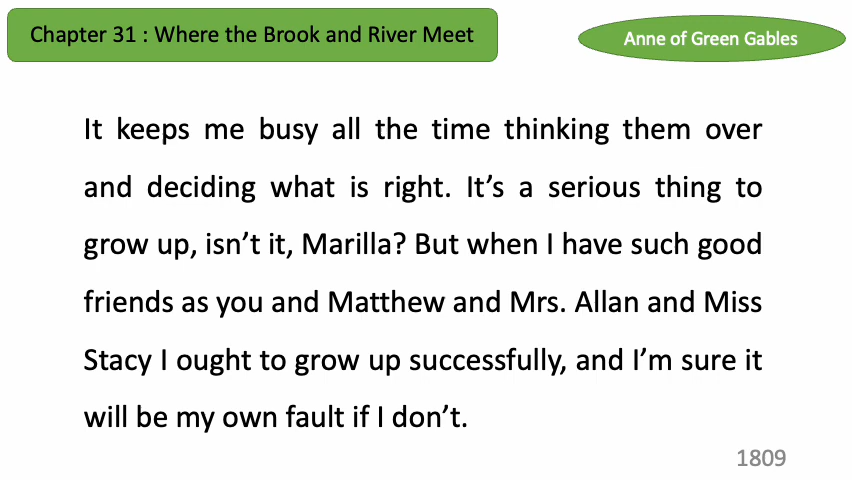 Chapter 31 : Where the Brook and River Meet
Anne of Green Gables
It keeps me busy all the time thinking them over
and deciding what is right. It’s a serious thing to
grow up, isn’t it, Marilla? But when I have such good
friends as you and Matthew and Mrs. Allan and Miss
Stacy I ought to grow up successfully, and I’m sure it
will be my own fault if I don’t.
1809